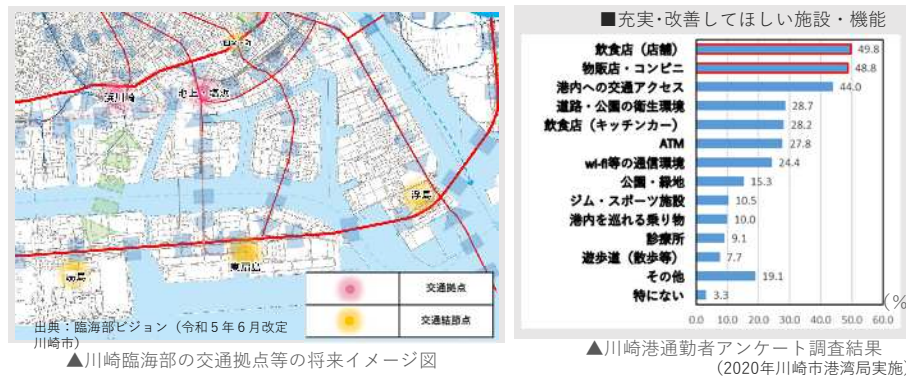 浜川崎
池上・塩浜
浮島
東扇島
扇島
交通拠点
交通結節点
出典：臨海部ビジョン（令和５年６月改定
川崎市）
▲川崎臨海部の交通拠点等の将来イメージ図
■充実・改善してほしい施設・機能
飲食店（店舗） 49.8
物販店・コンビニ 48.8
港内への交通アクセス 44.0
道路・公園の衛生環境 28.7
飲食店（キッチンカー） 28.2
ATM 27.8
wi-fi等の通信環境 24.4
公園・緑地 15.3
ジム・スポーツ施設 10.5
港内を巡れる乗り物 10.0
診療所 9.1
遊歩道（散歩等） 7.7
その他 19.1
特にない 3.3
(%
0.0 10.0 20.0 30.0 40.0 50.0 60.0
▲川崎港通勤者アンケート調査結果
(2020年川崎市港湾局実施)